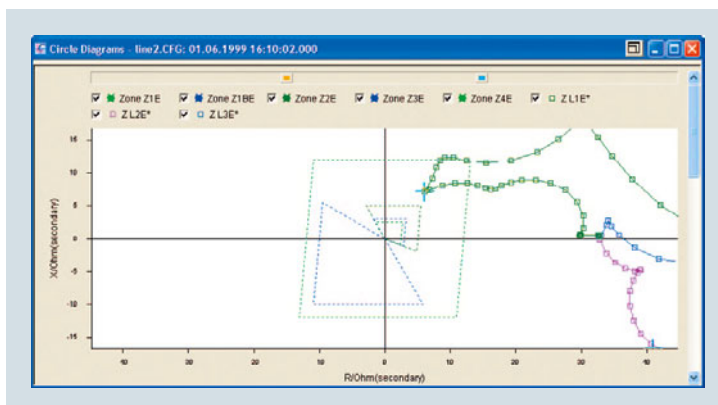 Circle Diagrams - line2.CFG: 01.06.1999 16:10:02.000
Zone Z1E Zone Z1BE Zone Z2E Zone Z3E Zone Z4E Z L1E*
Z L2E* Z L3E*
X/Ohm(secondary)
15
10
5
0
-5
-10
-15
10 20 30 40
R/Ohm(secondary)